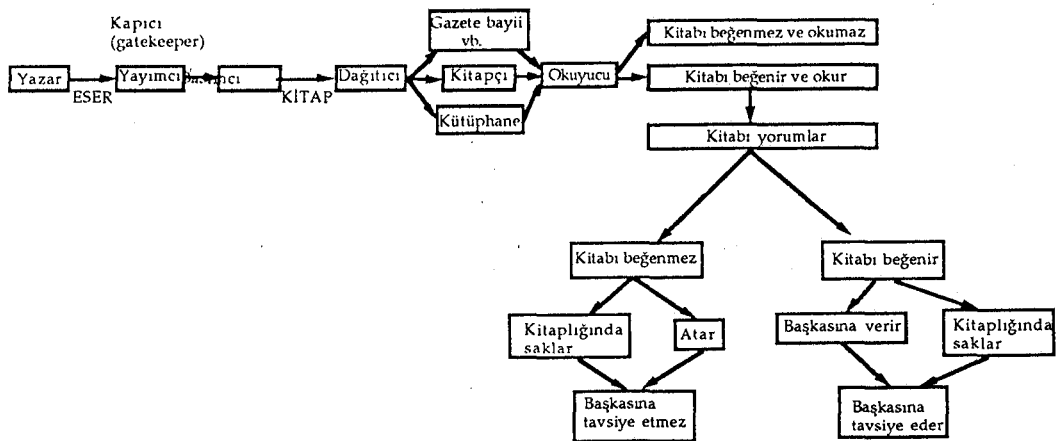 Kapıcı
(gatekeeper)
Yazar
ESER
Yayımcı
KİTAP
Dağıtıcı
Gazete bayii
vb.
Kitapçı
Kütüphane
Okuyucu
Kitabı beğenmez ve okumaz
Kitabı beğenir ve okur
Kitabı yorumlar
Kitabı beğenmez
Kitabı beğenir
Kitaplığında
saklar
Atar
Başkasına verir
Kitaplığında
saklar
Başkasına
tavsiye etmez
Başkasına
tavsiye eder